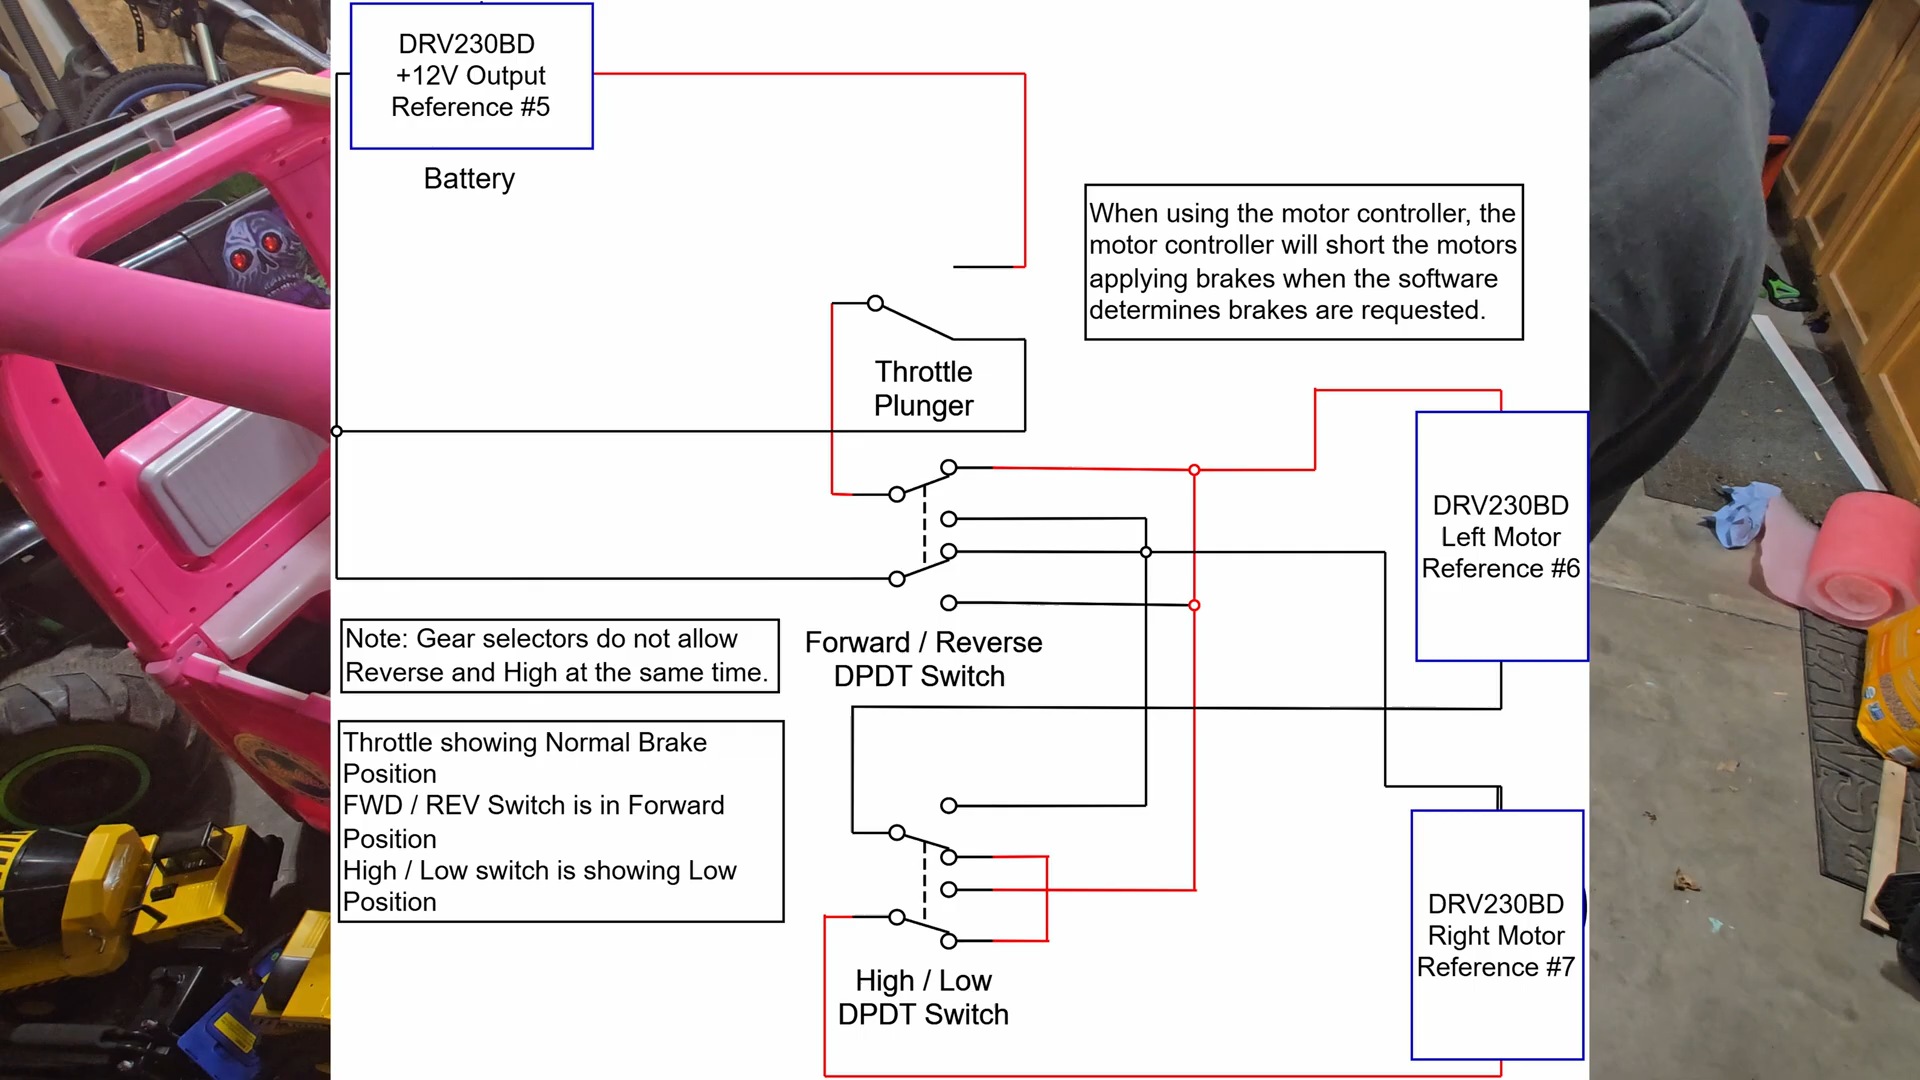 DRV230BD
+12V Output
Reference #5
Battery
When using the motor controller, the
motor controller will short the motors
applying brakes when the software
determines brakes are requested.
Throttle
Plunger
DRV230BD
Left Motor
Reference #6
Note: Gear selectors do not allow
Reverse and High at the same time.
Forward / Reverse
DPDT Switch
Throttle showing Normal Brake
Position
FWD / REV Switch is in Forward
Position
High / Low switch is showing Low
Position
DRV230BD
Right Motor
Reference #7
High / Low
DPDT Switch